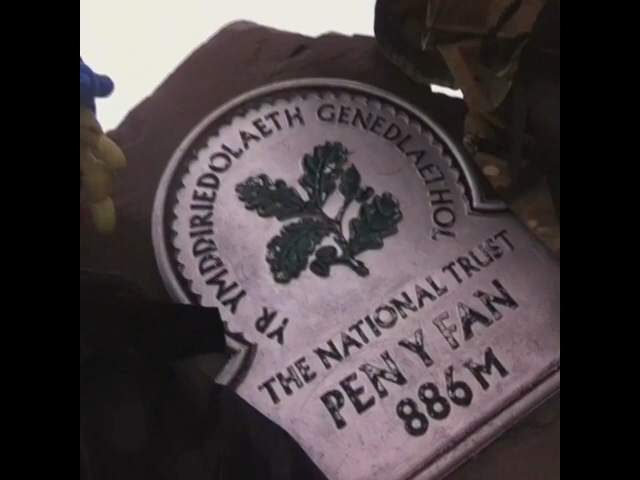 YR YMDDIRIEDOLAETH GENEDLAETHOL
THE NATIONAL TRUST
PEN Y FAN
886M